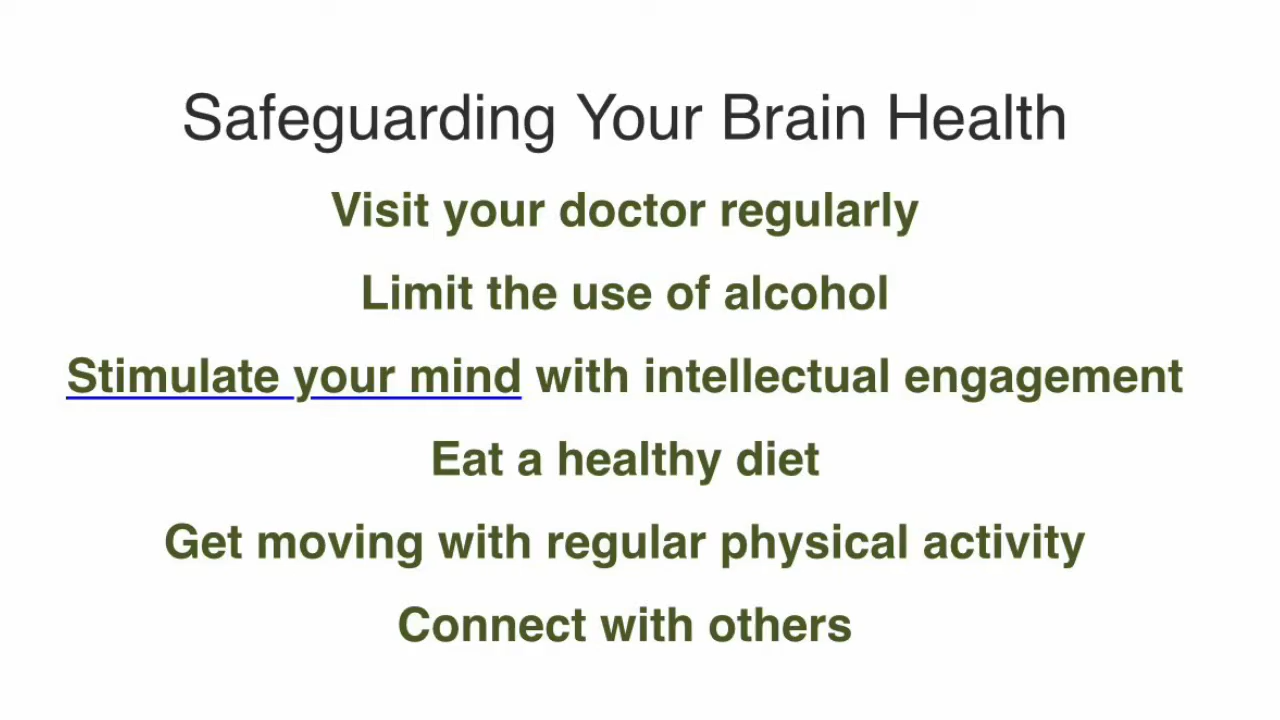 Safeguarding Your Brain Health
Visit your doctor regularly
Limit the use of alcohol
Stimulate your mind with intellectual engagement
Eat a healthy diet
Get moving with regular physical activity
Connect with others